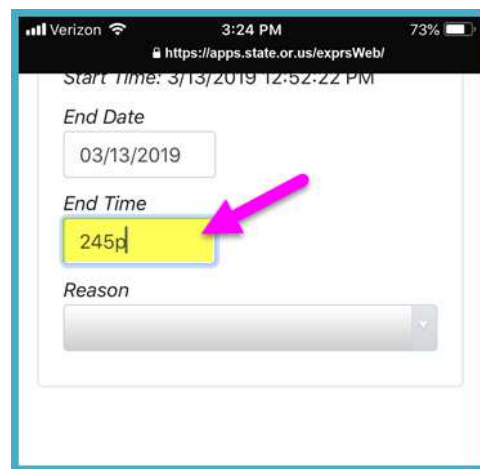 Verizon 3:24 PM 73%
https://apps.state.or.us/exprsWeb/
Start Time: 3/13/2019 12:52:22 PM
End Date
03/13/2019
End Time
245p
Reason